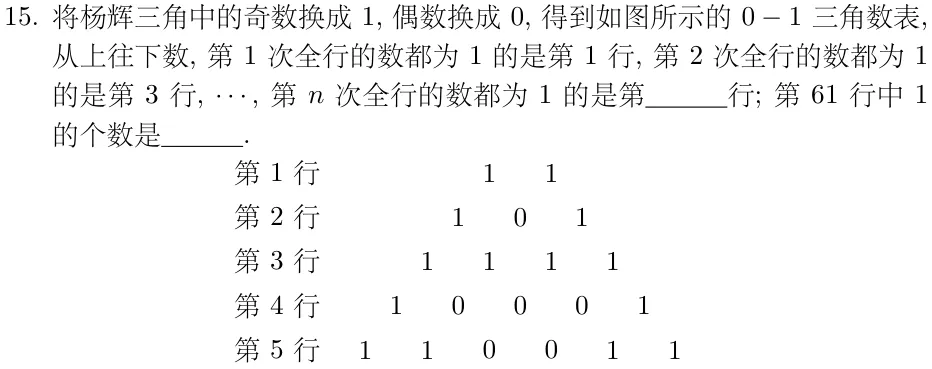 15. 将杨辉三角中的奇数换成 1, 偶数换成 0, 得到如图所示的 0 − 1 三角数表,
从上往下数, 第 1 次全行的数都为 1 的是第 1 行, 第 2 次全行的数都为 1
的是第 3 行, ⋯, 第 n 次全行的数都为 1 的是第______行; 第 61 行中 1
的个数是______.
第 1 行 1 1
第 2 行 1 0 1
第 3 行 1 1 1 1
第 4 行 1 0 0 0 1
第 5 行 1 1 0 0 1 1